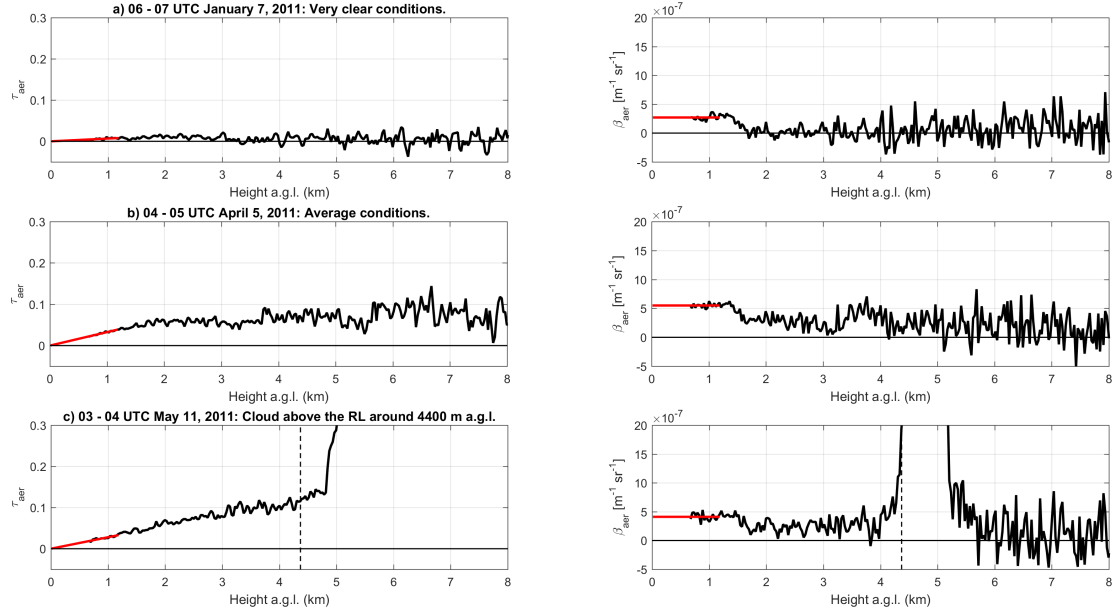 a) 06 - 07 UTC January 7, 2011: Very clear conditions.
0.3
0.2
0.1
0
τaer
0 1 2 3 4 5 6 7 8
Height a.g.l. (km)
×10-7
20
15
10
5
0
-5
βaer [m-1 sr-1]
0 1 2 3 4 5 6 7 8
Height a.g.l. (km)
b) 04 - 05 UTC April 5, 2011: Average conditions.
0.3
0.2
0.1
0
τaer
0 1 2 3 4 5 6 7 8
Height a.g.l. (km)
×10-7
20
15
10
5
0
-5
βaer [m-1 sr-1]
0 1 2 3 4 5 6 7 8
Height a.g.l. (km)
c) 03 - 04 UTC May 11, 2011: Cloud above the RL around 4400 m a.g.l.
0.3
0.2
0.1
0
τaer
0 1 2 3 4 5 6 7 8
Height a.g.l. (km)
×10-7
20
15
10
5
0
-5
βaer [m-1 sr-1]
0 1 2 3 4 5 6 7 8
Height a.g.l. (km)